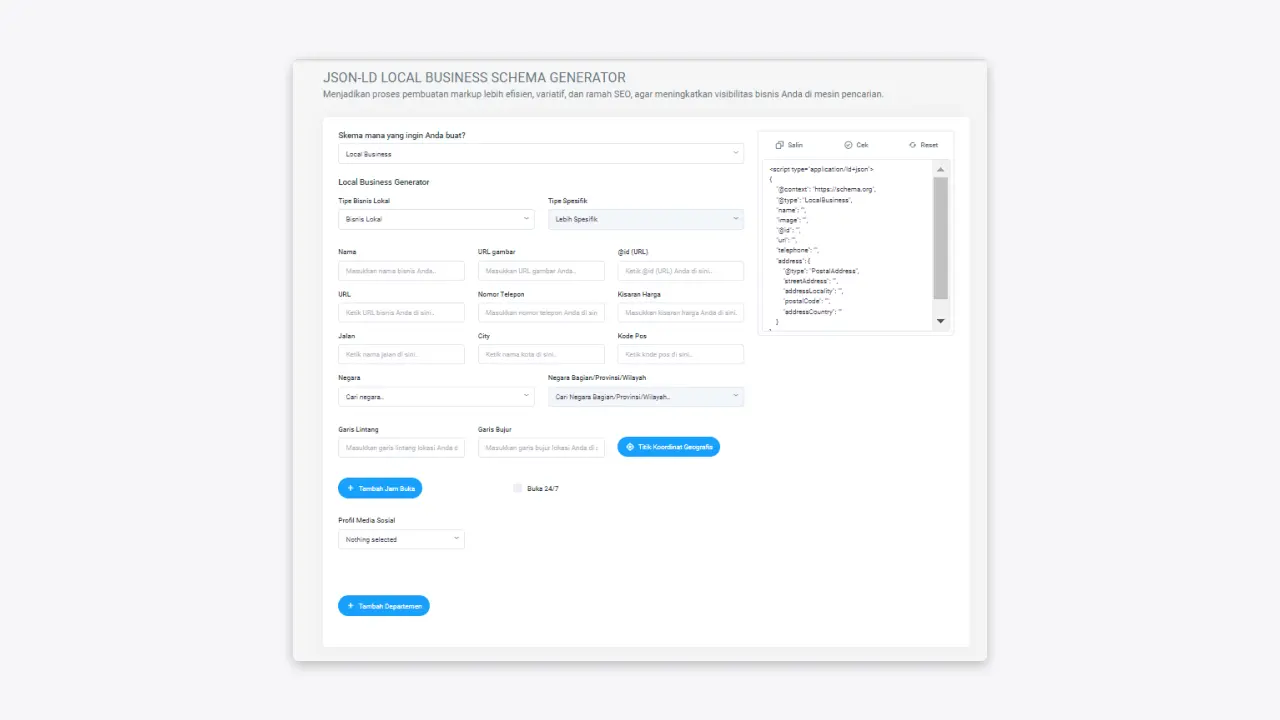 JSON-LD LOCAL BUSINESS SCHEMA GENERATOR
Menjadikan proses pembuatan markup lebih efisien, variatif, dan ramah SEO, agar meningkatkan visibilitas bisnis Anda di mesin pencarian.
Skema mana yang ingin Anda buat?
Local Business
Local Business Generator
Tipe Bisnis Lokal
Tipe Spesifik
Bisnis Lokal
Lebih Spesifik
Nama
URL gambar
@id (URL)
Masukkan nama bisnis Anda..
Masukkan URL gambar Anda..
Ketik @id (URL) Anda di sini..
URL
Nomor Telepon
Kisaran Harga
Ketik URL bisnis Anda di sini..
Masukkan nomor telepon Anda di sin
Masukkan kisaran harga Anda di sini.
Jalan
City
Kode Pos
Ketik nama jalan di sini..
Ketik nama kota di sini..
Ketik kode pos di sini..
Negara
Negara Bagian/Provinsi/Wilayah
Cari negara..
Cari Negara Bagian/Provinsi/Wilayah..
Garis Lintang
Garis Bujur
Masukkan garis lintang lokasi Anda d
Masukkan garis bujur lokasi Anda di s
Titik Koordinat Geografis
+ Tambah Jam Buka
Buka 24/7
Profil Media Sosial
Nothing selected
+ Tambah Departemen
Salin
Cek
Reset
<script type="application/ld+json">
{
"@context": "https://schema.org",
"@type": "LocalBusiness",
"name": "",
"image": "",
"@id": "",
"url": "",
"telephone": "",
"address": {
"@type": "PostalAddress",
"streetAddress": "",
"addressLocality": "",
"postalCode": "",
"addressCountry": ""
}